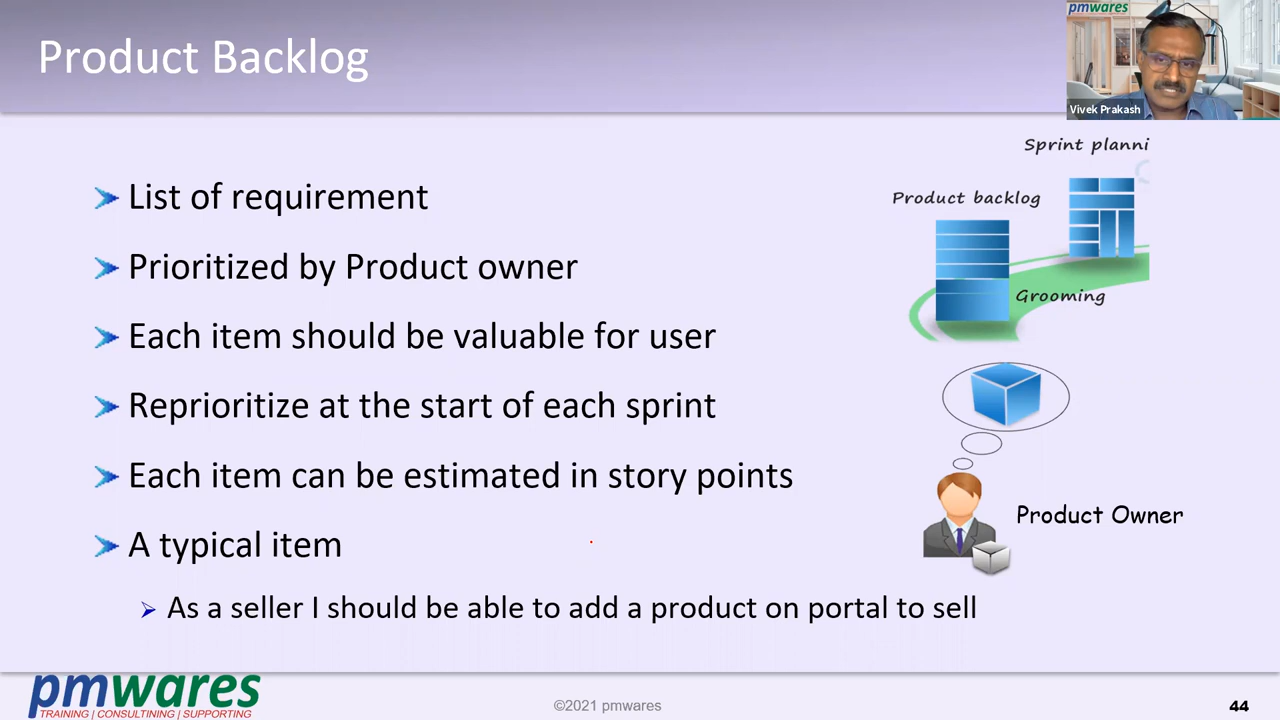 Product Backlog
pmwares
Vivek Prakash
Sprint planni
Product backlog
Grooming
List of requirement
Prioritized by Product owner
Each item should be valuable for user
Reprioritize at the start of each sprint
Each item can be estimated in story points
A typical item
As a seller I should be able to add a product on portal to sell
Product Owner
pmwares
TRAINING | CONSULTINING | SUPPORTING
©2021 pmwares
44